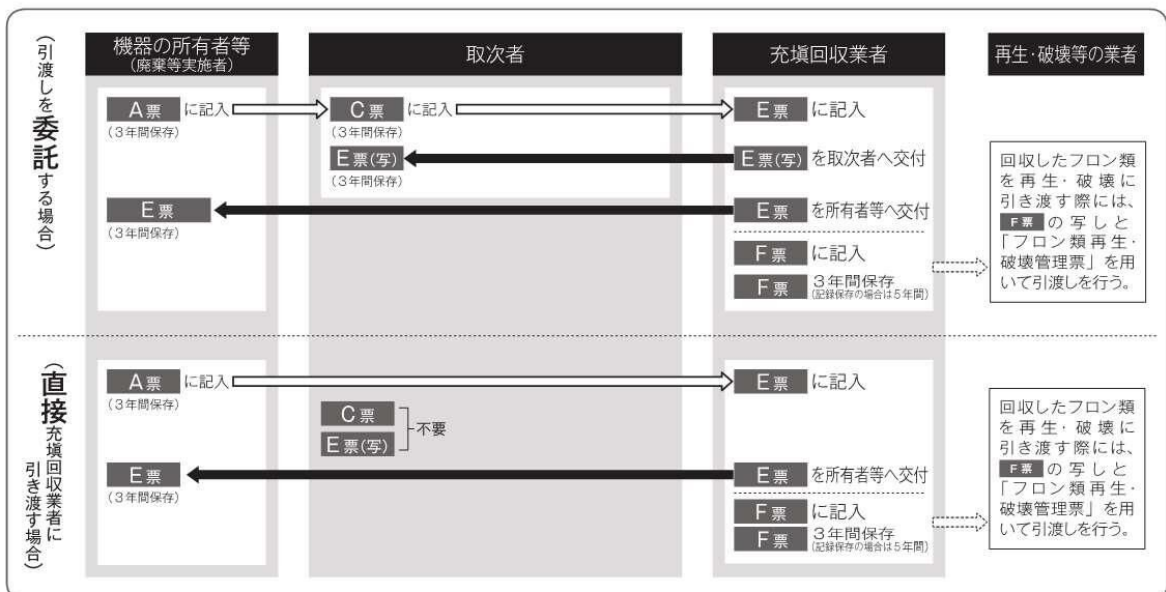 機器の所有者等
(廃棄等実施者)
取次者
充塡回収業者
再生・破壊等の業者
(引渡しを委託する場合)
A票 に記入
(3年間保存)
C票 に記入
(3年間保存)
E票 に記入
E票(写)
(3年間保存)
E票(写) を取次者へ交付
E票
(3年間保存)
E票 を所有者等へ交付
F票 に記入
F票 3年間保存
(記録保存の場合は5年間)
回収したフロン類
を再生・破壊に
引き渡す際には、
F票 の写しと
「フロン類再生・
破壊管理票」を用
いて引渡しを行う。
(直接充塡回収業者に
引き渡す場合)
A票 に記入
(3年間保存)
E票 に記入
C票
E票(写)
不要
E票
(3年間保存)
E票 を所有者等へ交付
F票 に記入
F票 3年間保存
(記録保存の場合は5年間)
回収したフロン類
を再生・破壊に
引き渡す際には、
F票 の写しと
「フロン類再生・
破壊管理票」を用
いて引渡しを行う。